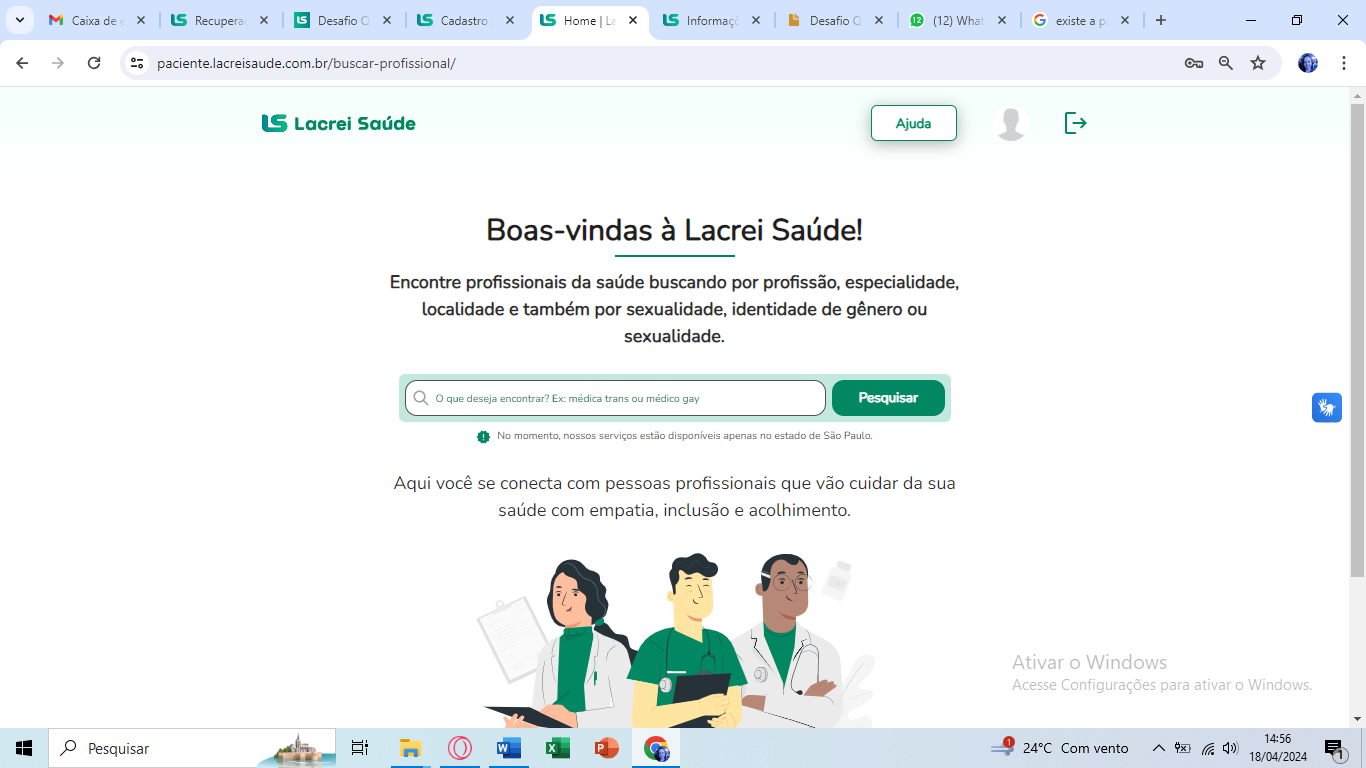 Caixa de e
Recupera
Desafio Q
Cadastro
Home | La
Informaçõ
Desafio Q
12
(12) What
existe a p
paciente.lacreisaude.com.br/buscar-profissional/
LS Lacrei Saúde
Ajuda
Boas-vindas à Lacrei Saúde!
Encontre profissionais da saúde buscando por profissão, especialidade,
localidade e também por sexualidade, identidade de gênero ou
sexualidade.
O que deseja encontrar? Ex: médica trans ou médico gay
Pesquisar
No momento, nossos serviços estão disponíveis apenas no estado de São Paulo.
Aqui você se conecta com pessoas profissionais que vão cuidar da sua
saúde com empatia, inclusão e acolhimento.
Ativar o Windows
Acesse Configurações para ativar o Windows.
Pesquisar
1
24°C Com vento
14:56
18/04/2024
1